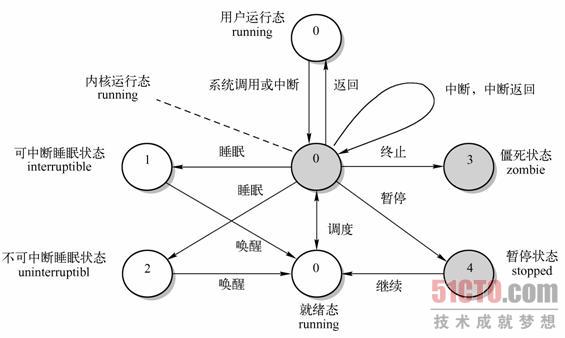 用户运行态
running
0
内核运行态
running
系统调用或中断
返回
中断，中断返回
可中断睡眠状态
interruptible
1
睡眠
0
终止
3
僵死状态
zombie
睡眠
暂停
唤醒
调度
不可中断睡眠状态
uninterruptibl
2
唤醒
0
继续
4
暂停状态
stopped
就绪态
running
51CTO.com
技术成就梦想